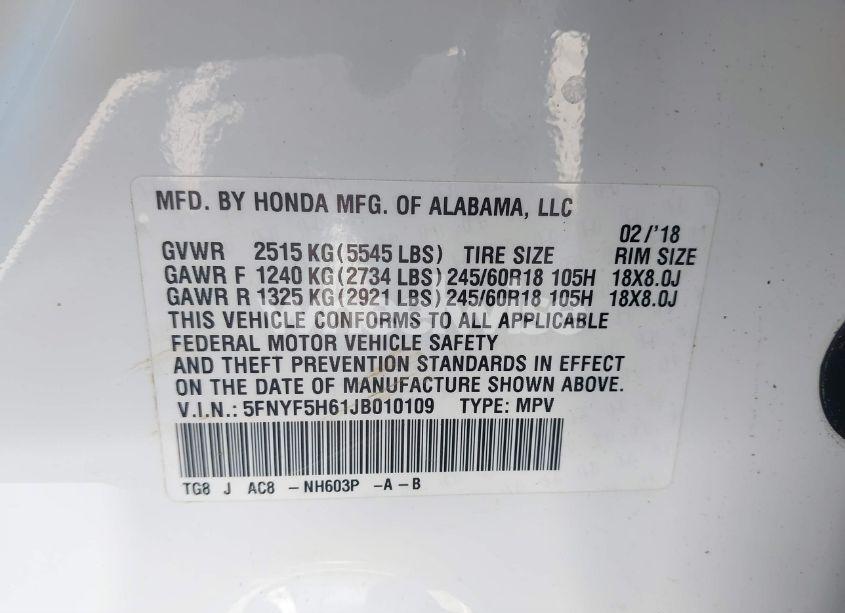 MFD. BY HONDA MFG. OF ALABAMA, LLC
02/'18
GVWR 2515 KG(5545 LBS) TIRE SIZE RIM SIZE
GAWR F 1240 KG(2734 LBS) 245/60R18 105H 18X8.0J
GAWR R 1325 KG(2921 LBS) 245/60R18 105H 18X8.0J
THIS VEHICLE CONFORMS TO ALL APPLICABLE
FEDERAL MOTOR VEHICLE SAFETY
AND THEFT PREVENTION STANDARDS IN EFFECT
ON THE DATE OF MANUFACTURE SHOWN ABOVE.
V.I.N.: 5FNYF5H61JB010109 TYPE: MPV
TG8 J AC8 -NH603P -A-B